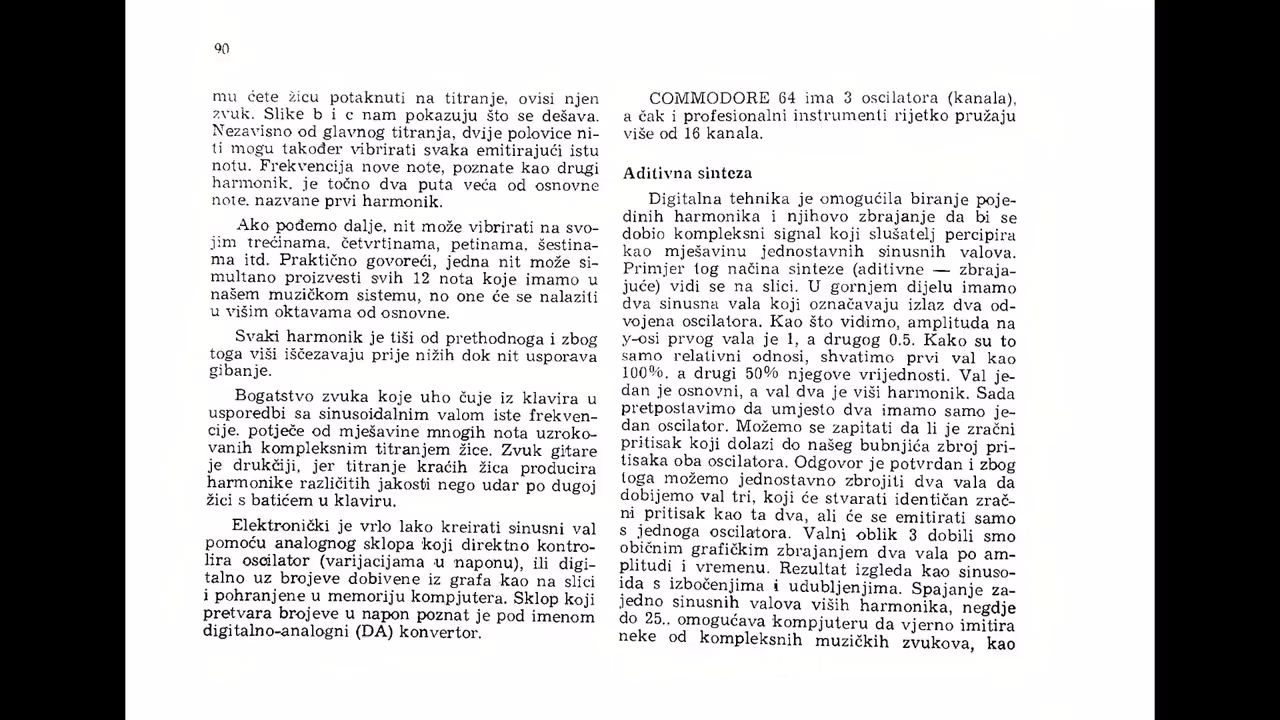 90
mu ćete žicu potaknuti na titranje, ovisi njen
zvuk. Slike b i c nam pokazuju što se dešava.
Nezavisno od glavnog titranja, dvije polovice ni-
ti mogu također vibrirati svaka emitirajući istu
notu. Frekvencija nove note, poznate kao drugi
harmonik, je točno dva puta veća od osnovne
note, nazvane prvi harmonik.
Ako pođemo dalje, nit može vibrirati na svo-
jim trećinama, četvrtinama, petinama, šestina-
ma itd. Praktično govoreći, jedna nit može si-
multano proizvesti svih 12 nota koje imamo u
našem muzičkom sistemu, no one će se nalaziti
u višim oktavama od osnovne.
Svaki harmonik je tiši od prethodnoga i zbog
toga viši iščezavaju prije nižih dok nit usporava
gibanje.
Bogatstvo zvuka koje uho čuje iz klavira u
usporedbi sa sinusoidalnim valom iste frekven-
cije, potječe od mješavine mnogih nota uzroko-
vanih kompleksnim titranjem žice. Zvuk gitare
je drukčiji, jer titranje kraćih žica producira
harmonike različitih jakosti nego udar po dugoj
žici s batićem u klaviru.
Elektronički je vrlo lako kreirati sinusni val
pomoću analognog sklopa koji direktno kontro-
lira oscilator (varijacijama u naponu), ili digi-
talno uz brojeve dobivene iz grafa kao na slici
i pohranjene u memoriju kompjutera. Sklop koji
pretvara brojeve u napon poznat je pod imenom
digitalno-analogni (DA) konvertor.
COMMODORE 64 ima 3 oscilatora (kanala),
a čak i profesionalni instrumenti rijetko pružaju
više od 16 kanala.
Aditivna sinteza
Digitalna tehnika je omogućila biranje poje-
dinih harmonika i njihovo zbrajanje da bi se
dobio kompleksni signal koji slušatelj percipira
kao mješavinu jednostavnih sinusnih valova.
Primjer tog načina sinteze (aditivne — zbraja-
juće) vidi se na slici. U gornjem dijelu imamo
dva sinusna vala koji označavaju izlaz dva od-
vojena oscilatora. Kao što vidimo, amplituda na
y-osi prvog vala je 1, a drugog 0.5. Kako su to
samo relativni odnosi, shvatimo prvi val kao
100%, a drugi 50% njegove vrijednosti. Val je-
dan je osnovni, a val dva je viši harmonik. Sada
pretpostavimo da umjesto dva imamo samo je-
dan oscilator. Možemo se zapitati da li je zračni
pritisak koji dolazi do našeg bubnjića zbroj pri-
tisaka oba oscilatora. Odgovor je potvrdan i zbog
toga možemo jednostavno zbrojiti dva vala da
dobijemo val tri, koji će stvarati identičan zrač-
ni pritisak kao ta dva, ali će se emitirati samo
s jednoga oscilatora. Valni oblik 3 dobili smo
običnim grafičkim zbrajanjem dva vala po am-
plitudi i vremenu. Rezultat izgleda kao sinuso-
ida s izbočenjima i udubljenjima. Spajanje za-
jedno sinusnih valova viših harmonika, negdje
do 25., omogućava kompjuteru da vjerno imitira
neke od kompleksnih muzičkih zvukova, kao